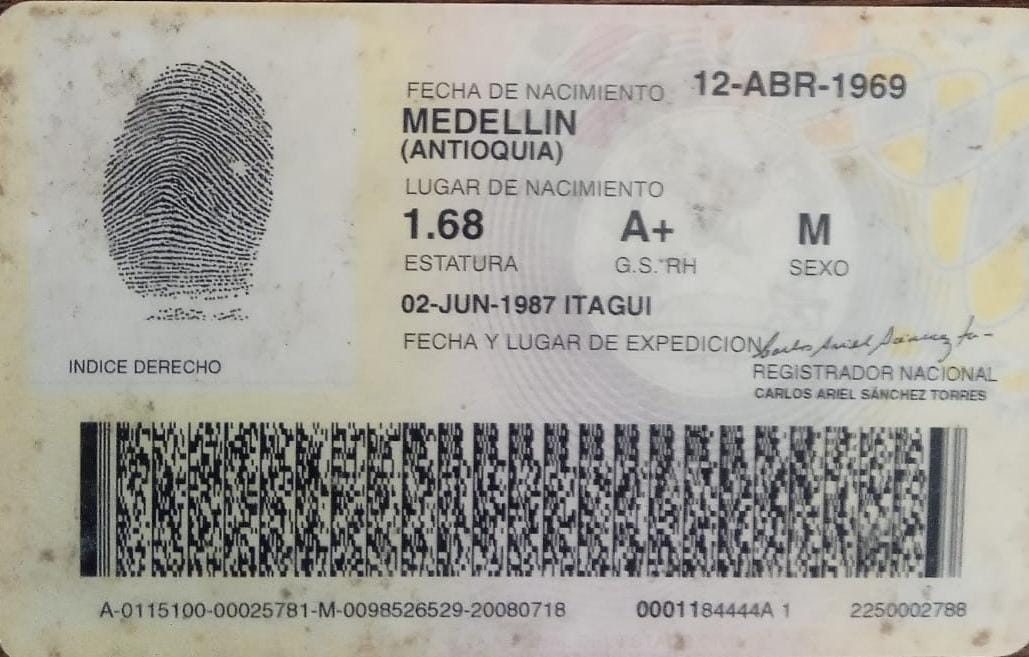 FECHA DE NACIMIENTO 12-ABR-1969
MEDELLIN
(ANTIOQUIA)
LUGAR DE NACIMIENTO
1.68 A+ M
ESTATURA G.S. RH SEXO
02-JUN-1987 ITAGUI
FECHA Y LUGAR DE EXPEDICION
INDICE DERECHO
REGISTRADOR NACIONAL
CARLOS ARIEL SÁNCHEZ TORRES
A-0115100-00025781-M-0098526529-20080718 0001184444A 1 2250002788